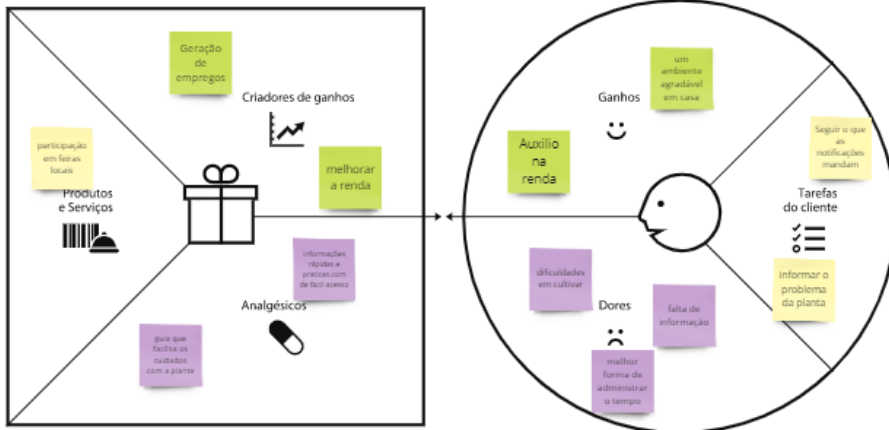 Geração
de
empregos
Criadores de ganhos
participação
em feiras
locais
Produtos
e Serviços
melhorar
a renda
informações
rápidas e
praticas com
de facil acesso
Analgésicos
guia que
facilita os
cuidados
com a planta
um
ambiente
agradável
em casa
Ganhos
Auxilio
na
renda
Seguir o que
as
notificações
mandam
Tarefas
do cliente
informar o
problema
da planta
dificuldades
em cultivar
Dores
falta de
informação
melhor
forma de
administrar
o tempo